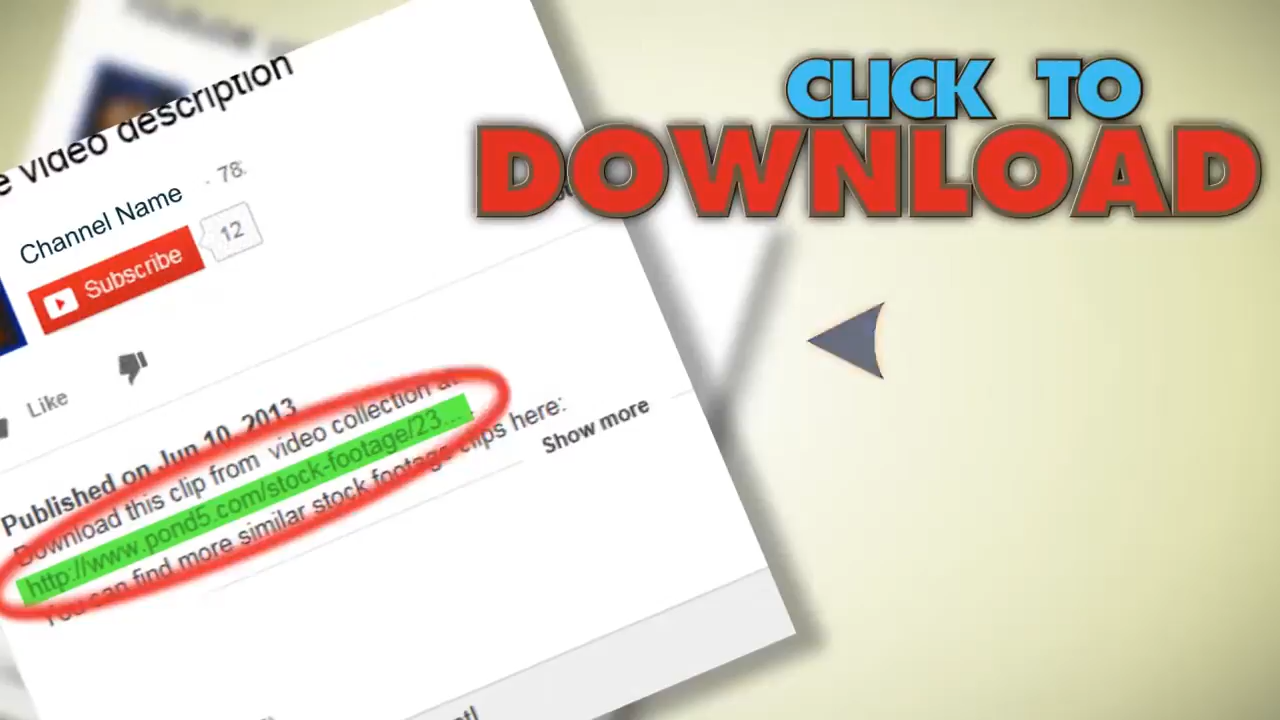 CLICK TO
DOWNLOAD
video description
Channel Name
78
Subscribe
12
Like
Published on Jun 10, 2013
Download this clip from video collection at
http://www.pond5.com/stock-footage/23...
You can find more similar stock footage clips here:
Show more